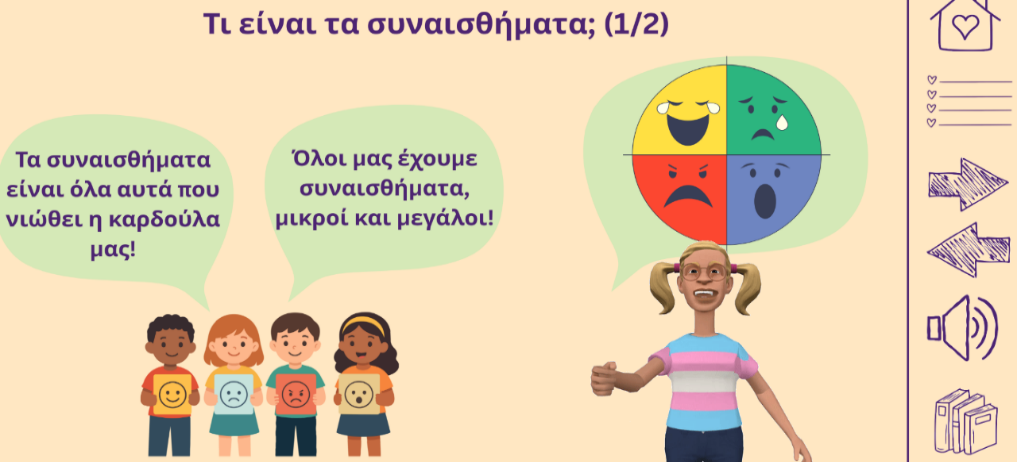 Τι είναι τα συναισθήματα; (1/2)
Τα συναισθήματα
είναι όλα αυτά που
νιώθει η καρδούλα
μας!
Όλοι μας έχουμε
συναισθήματα,
μικροί και μεγάλοι!